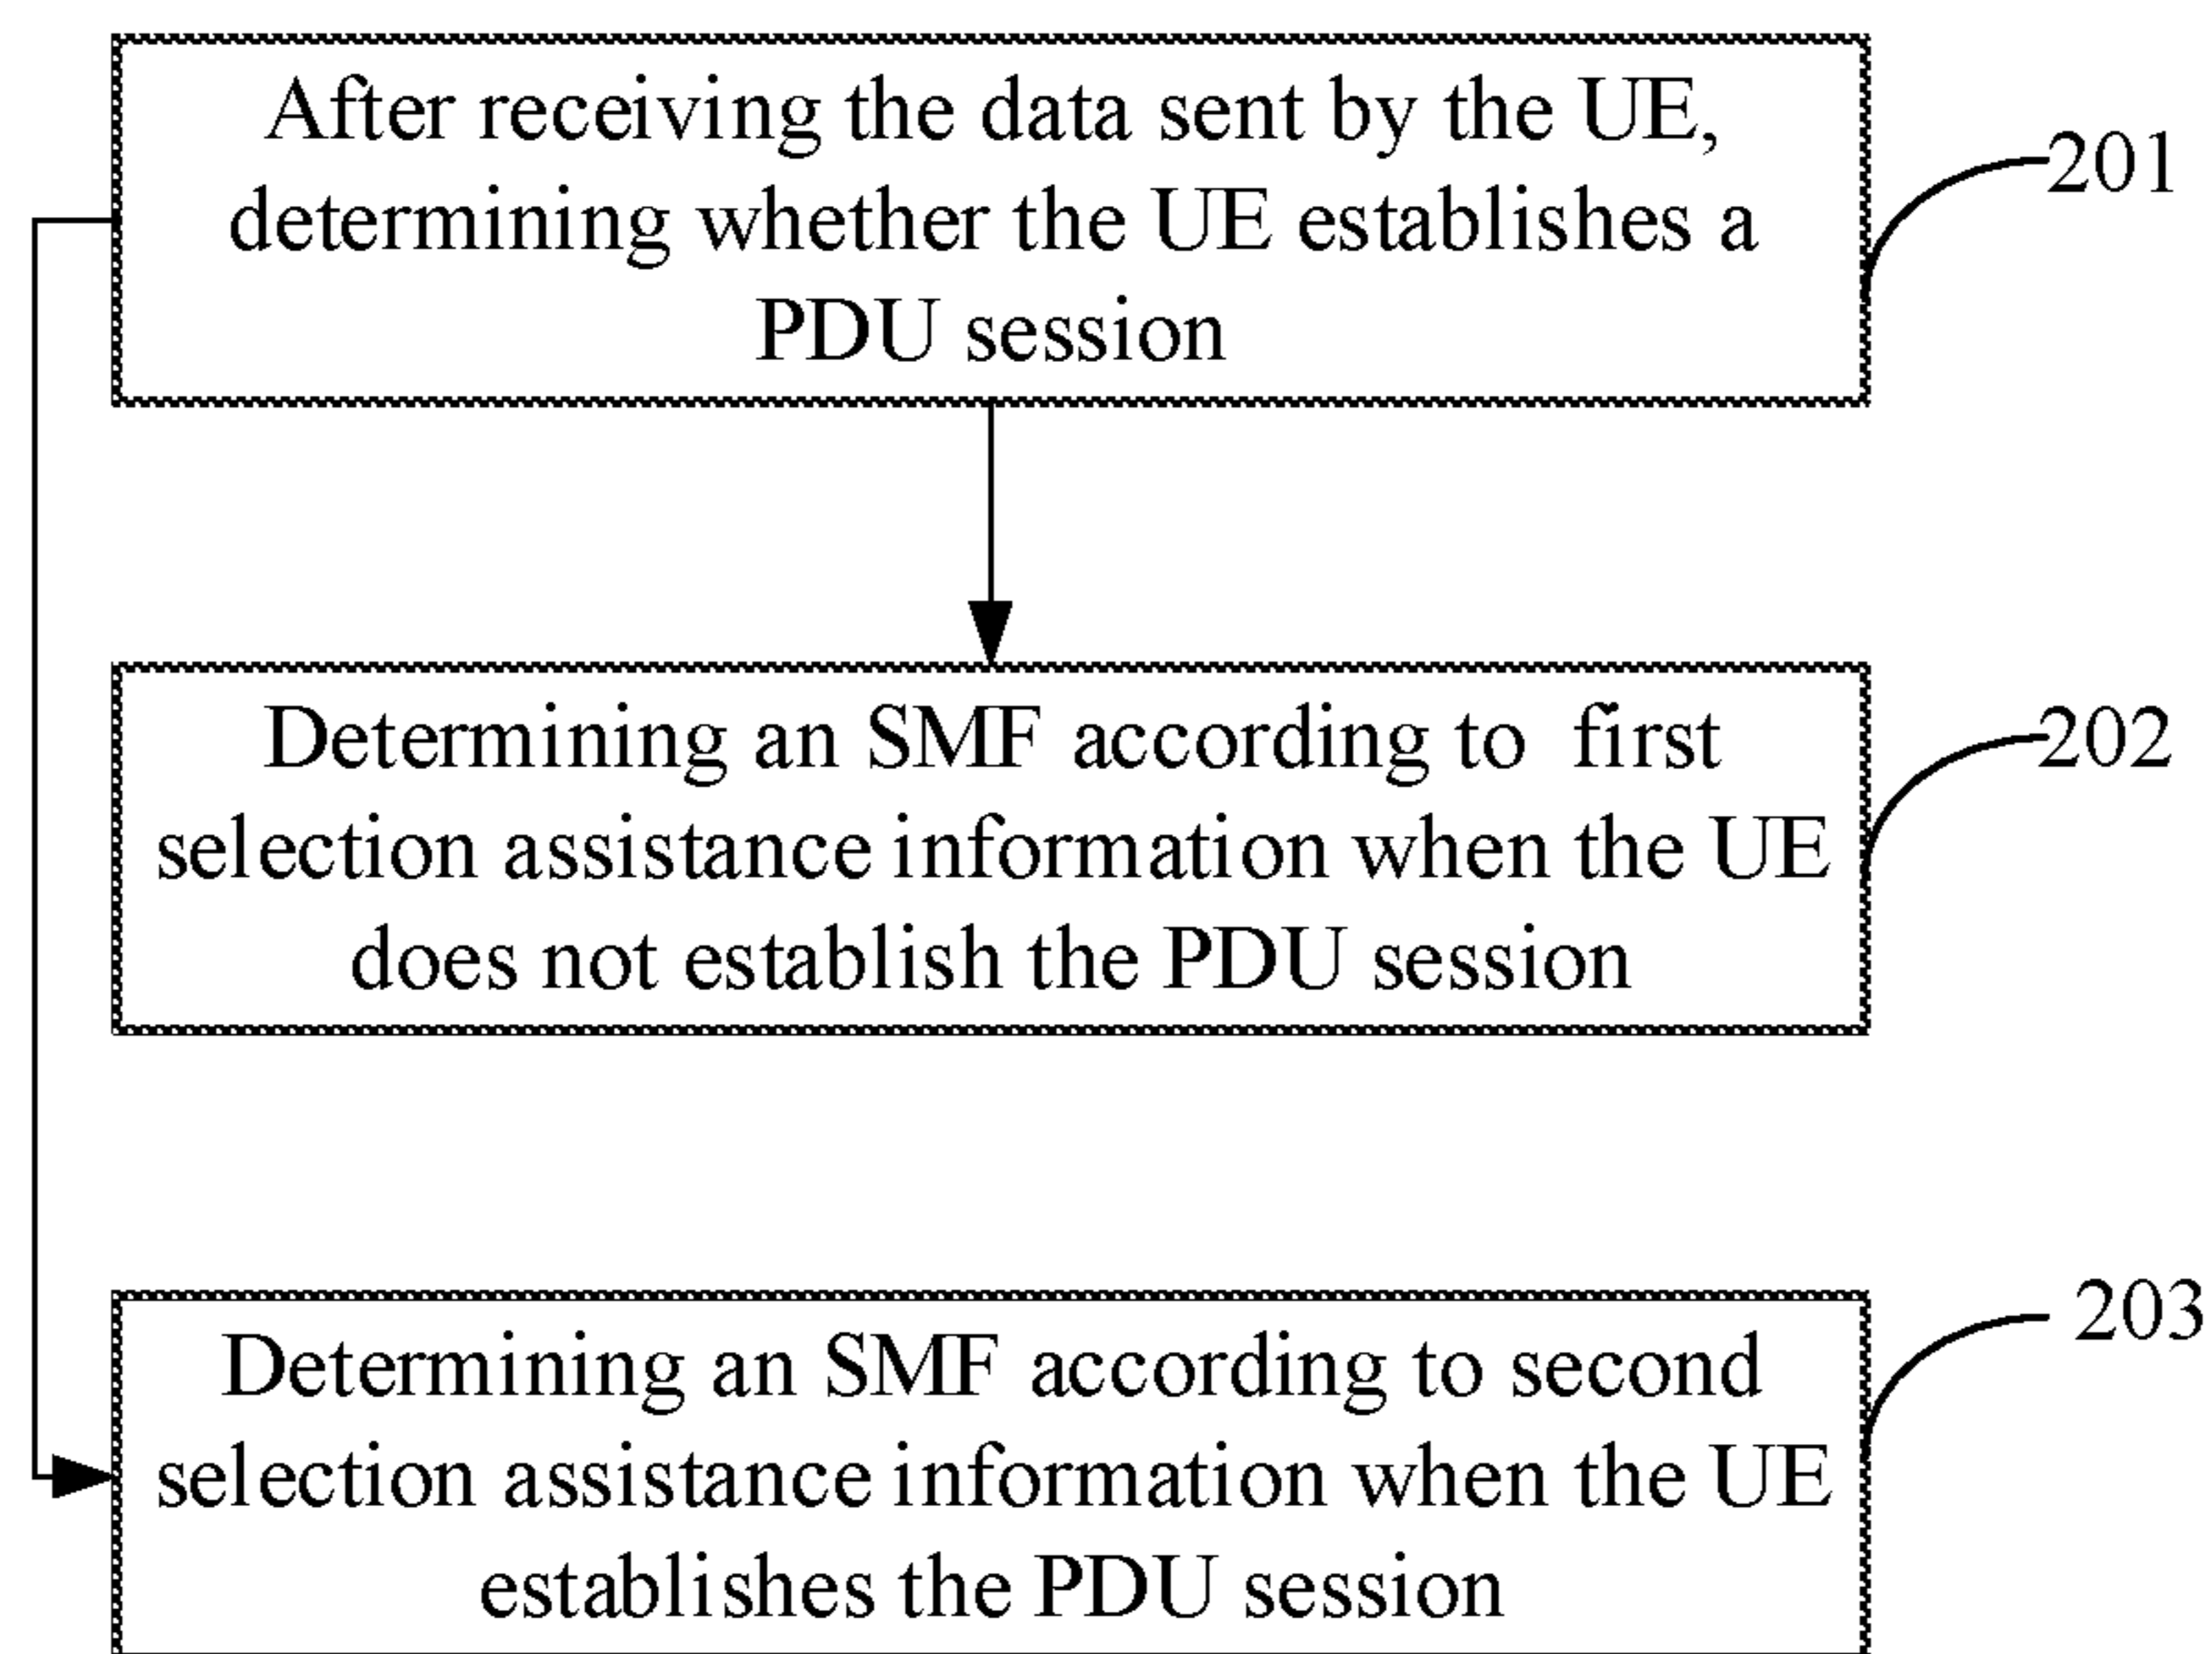 After receiving the data sent by the UE,
determining whether the UE establishes a
PDU session
201
Determining an SMF according to first
selection assistance information when the UE
does not establish the PDU session
202
Determining an SMF according to second
selection assistance information when the UE
establishes the PDU session
203